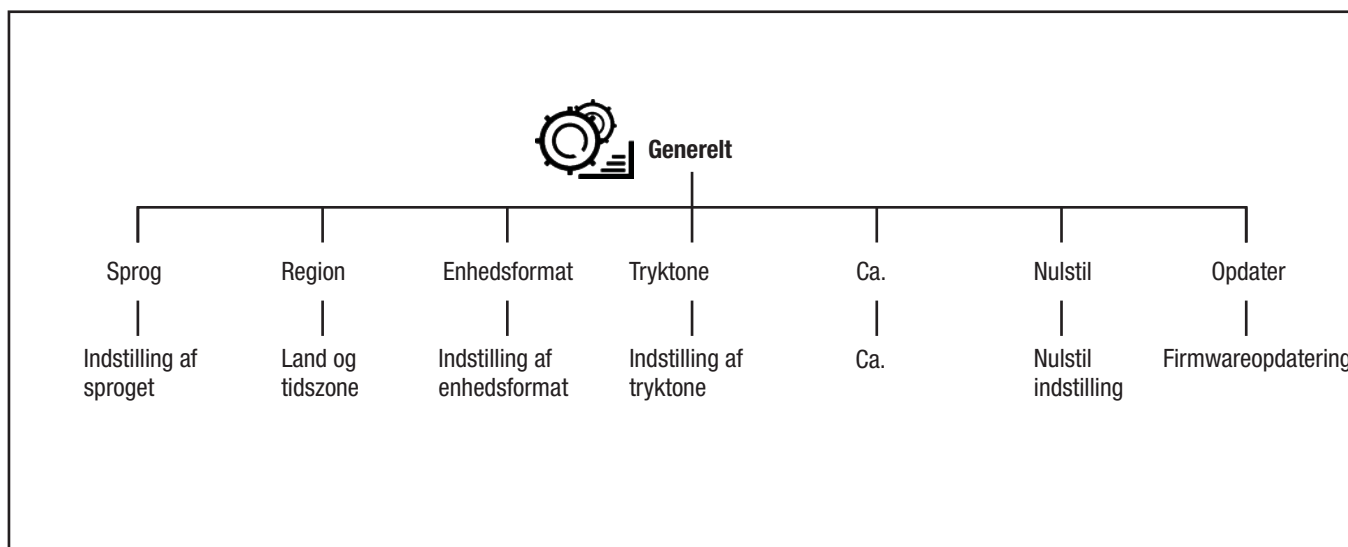 Generelt
Sprog
Region
Enhedsformat
Tryktone
Ca.
Nulstil
Opdater
Indstilling af
sproget
Land og
tidszone
Indstilling af
enhedsformat
Indstilling af
tryktone
Ca.
Nulstil
indstilling
Firmwareopdatering